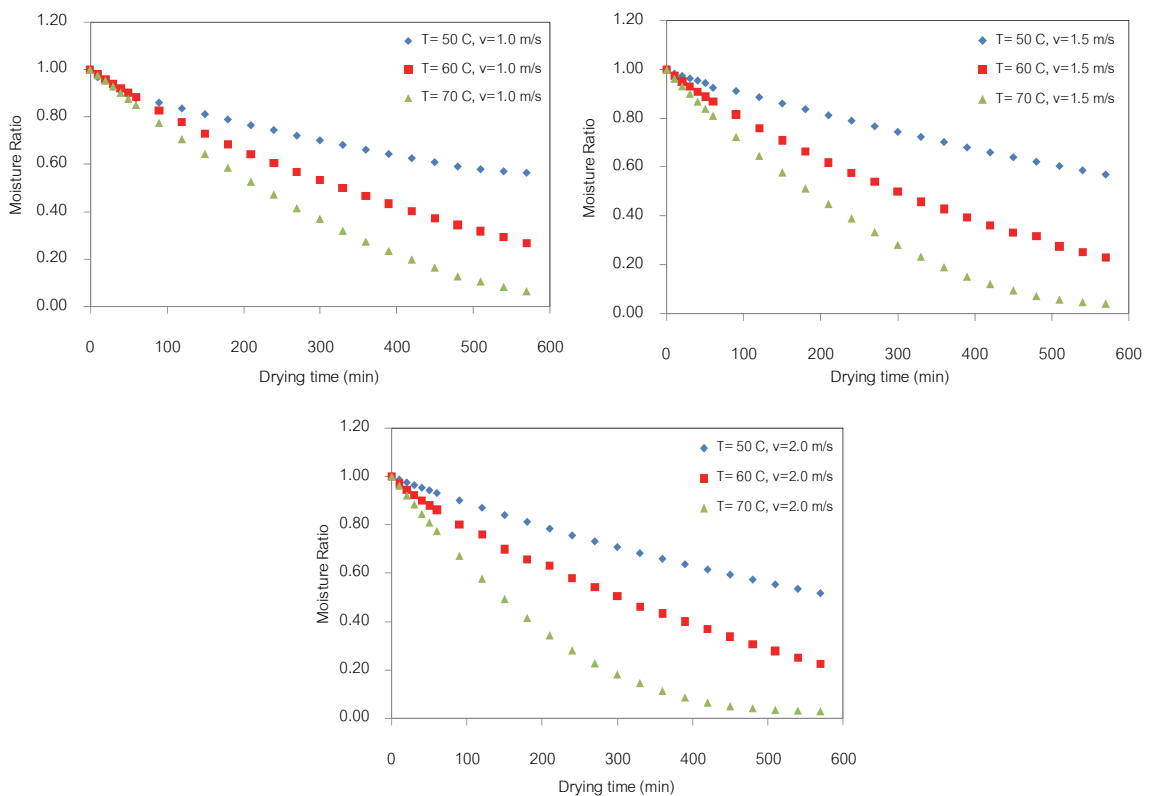 1.20
1.00
0.80
0.60
0.40
0.20
0.00
Moisture Ratio
T= 50 C, v=1.0 m/s
T= 60 C, v=1.0 m/s
T= 70 C, v=1.0 m/s
0 100 200 300 400 500 600
Drying time (min)
1.20
1.00
0.80
0.60
0.40
0.20
0.00
Moisture Ratio
T= 50 C, v=1.5 m/s
T= 60 C, v=1.5 m/s
T= 70 C, v=1.5 m/s
0 100 200 300 400 500 600
Drying time (min)
1.20
1.00
0.80
0.60
0.40
0.20
0.00
Moisture Ratio
T= 50 C, v=2.0 m/s
T= 60 C, v=2.0 m/s
T= 70 C, v=2.0 m/s
0 100 200 300 400 500 600
Drying time (min)